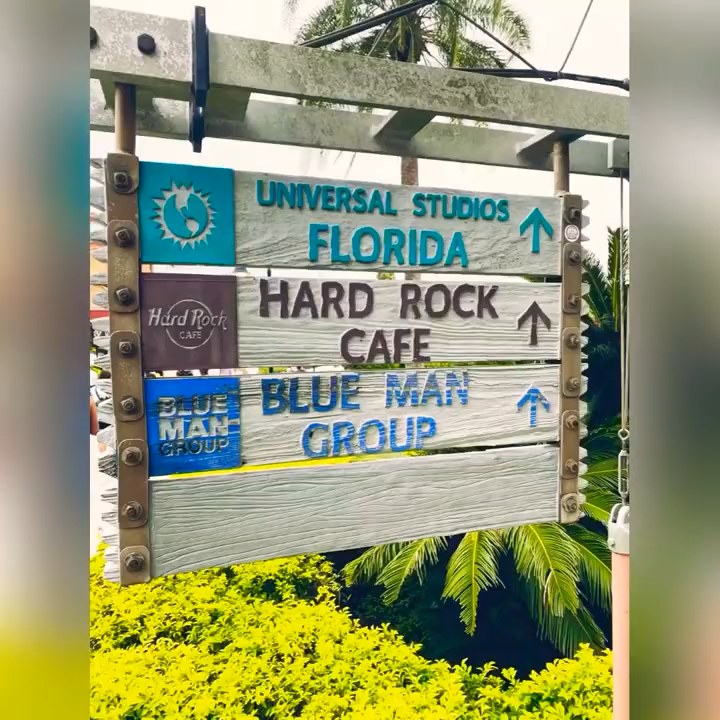 UNIVERSAL STUDIOS
FLORIDA
Hard Rock
CAFE
HARD ROCK
CAFE
BLUE
MAN
GROUP
BLUE MAN
GROUP